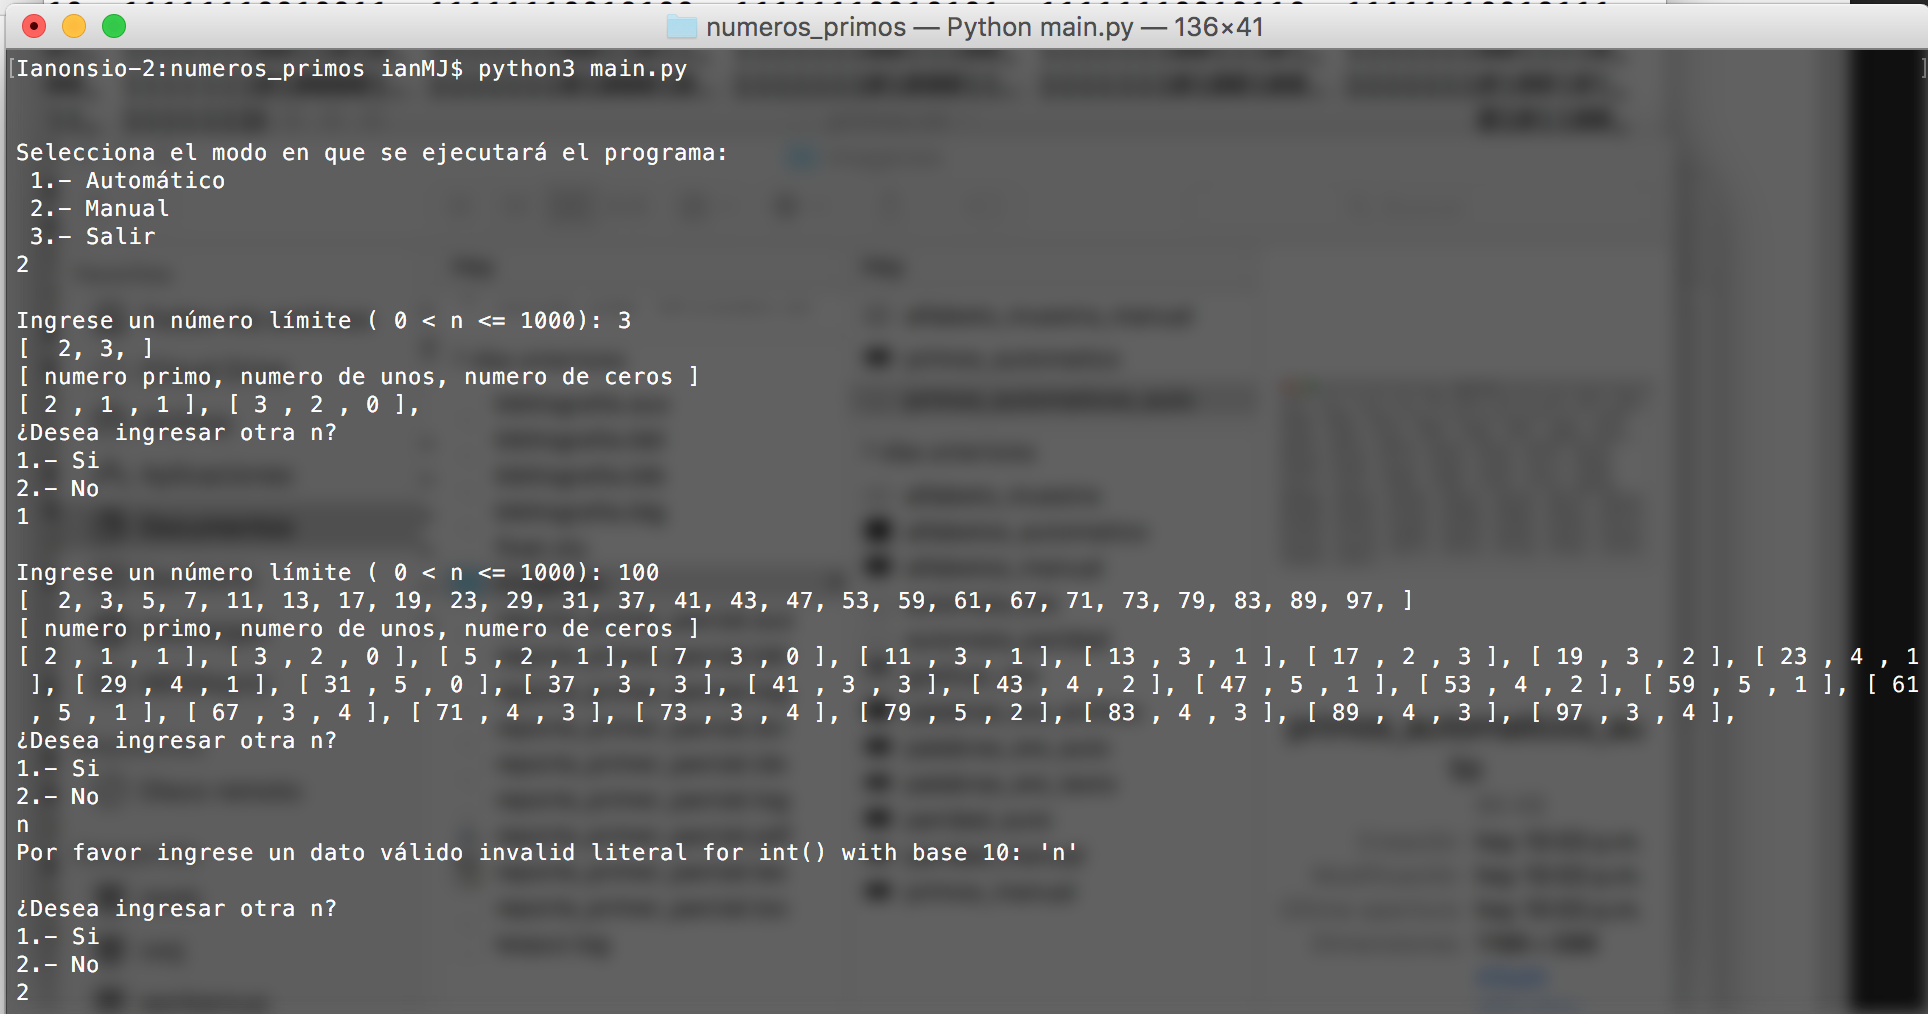 numeros_primos — Python main.py — 136×41
[Ianonsio-2:numeros_primos ianMJ$ python3 main.py ]
Selecciona el modo en que se ejecutará el programa:
1.- Automático
2.- Manual
3.- Salir
2
Ingrese un número límite ( 0 < n <= 1000): 3
[  2, 3, ]
[ numero primo, numero de unos, numero de ceros ]
[ 2 , 1 , 1 ], [ 3 , 2 , 0 ],
¿Desea ingresar otra n?
1.- Si
2.- No
1
Ingrese un número límite ( 0 < n <= 1000): 100
[  2, 3, 5, 7, 11, 13, 17, 19, 23, 29, 31, 37, 41, 43, 47, 53, 59, 61, 67, 71, 73, 79, 83, 89, 97, ]
[ numero primo, numero de unos, numero de ceros ]
[ 2 , 1 , 1 ], [ 3 , 2 , 0 ], [ 5 , 2 , 1 ], [ 7 , 3 , 0 ], [ 11 , 3 , 1 ], [ 13 , 3 , 1 ], [ 17 , 2 , 3 ], [ 19 , 3 , 2 ], [ 23 , 4 , 1
], [ 29 , 4 , 1 ], [ 31 , 5 , 0 ], [ 37 , 3 , 3 ], [ 41 , 3 , 3 ], [ 43 , 4 , 2 ], [ 47 , 5 , 1 ], [ 53 , 4 , 2 ], [ 59 , 5 , 1 ], [ 61
, 5 , 1 ], [ 67 , 3 , 4 ], [ 71 , 4 , 3 ], [ 73 , 3 , 4 ], [ 79 , 5 , 2 ], [ 83 , 4 , 3 ], [ 89 , 4 , 3 ], [ 97 , 3 , 4 ],
¿Desea ingresar otra n?
1.- Si
2.- No
n
Por favor ingrese un dato válido invalid literal for int() with base 10: 'n'
¿Desea ingresar otra n?
1.- Si
2.- No
2